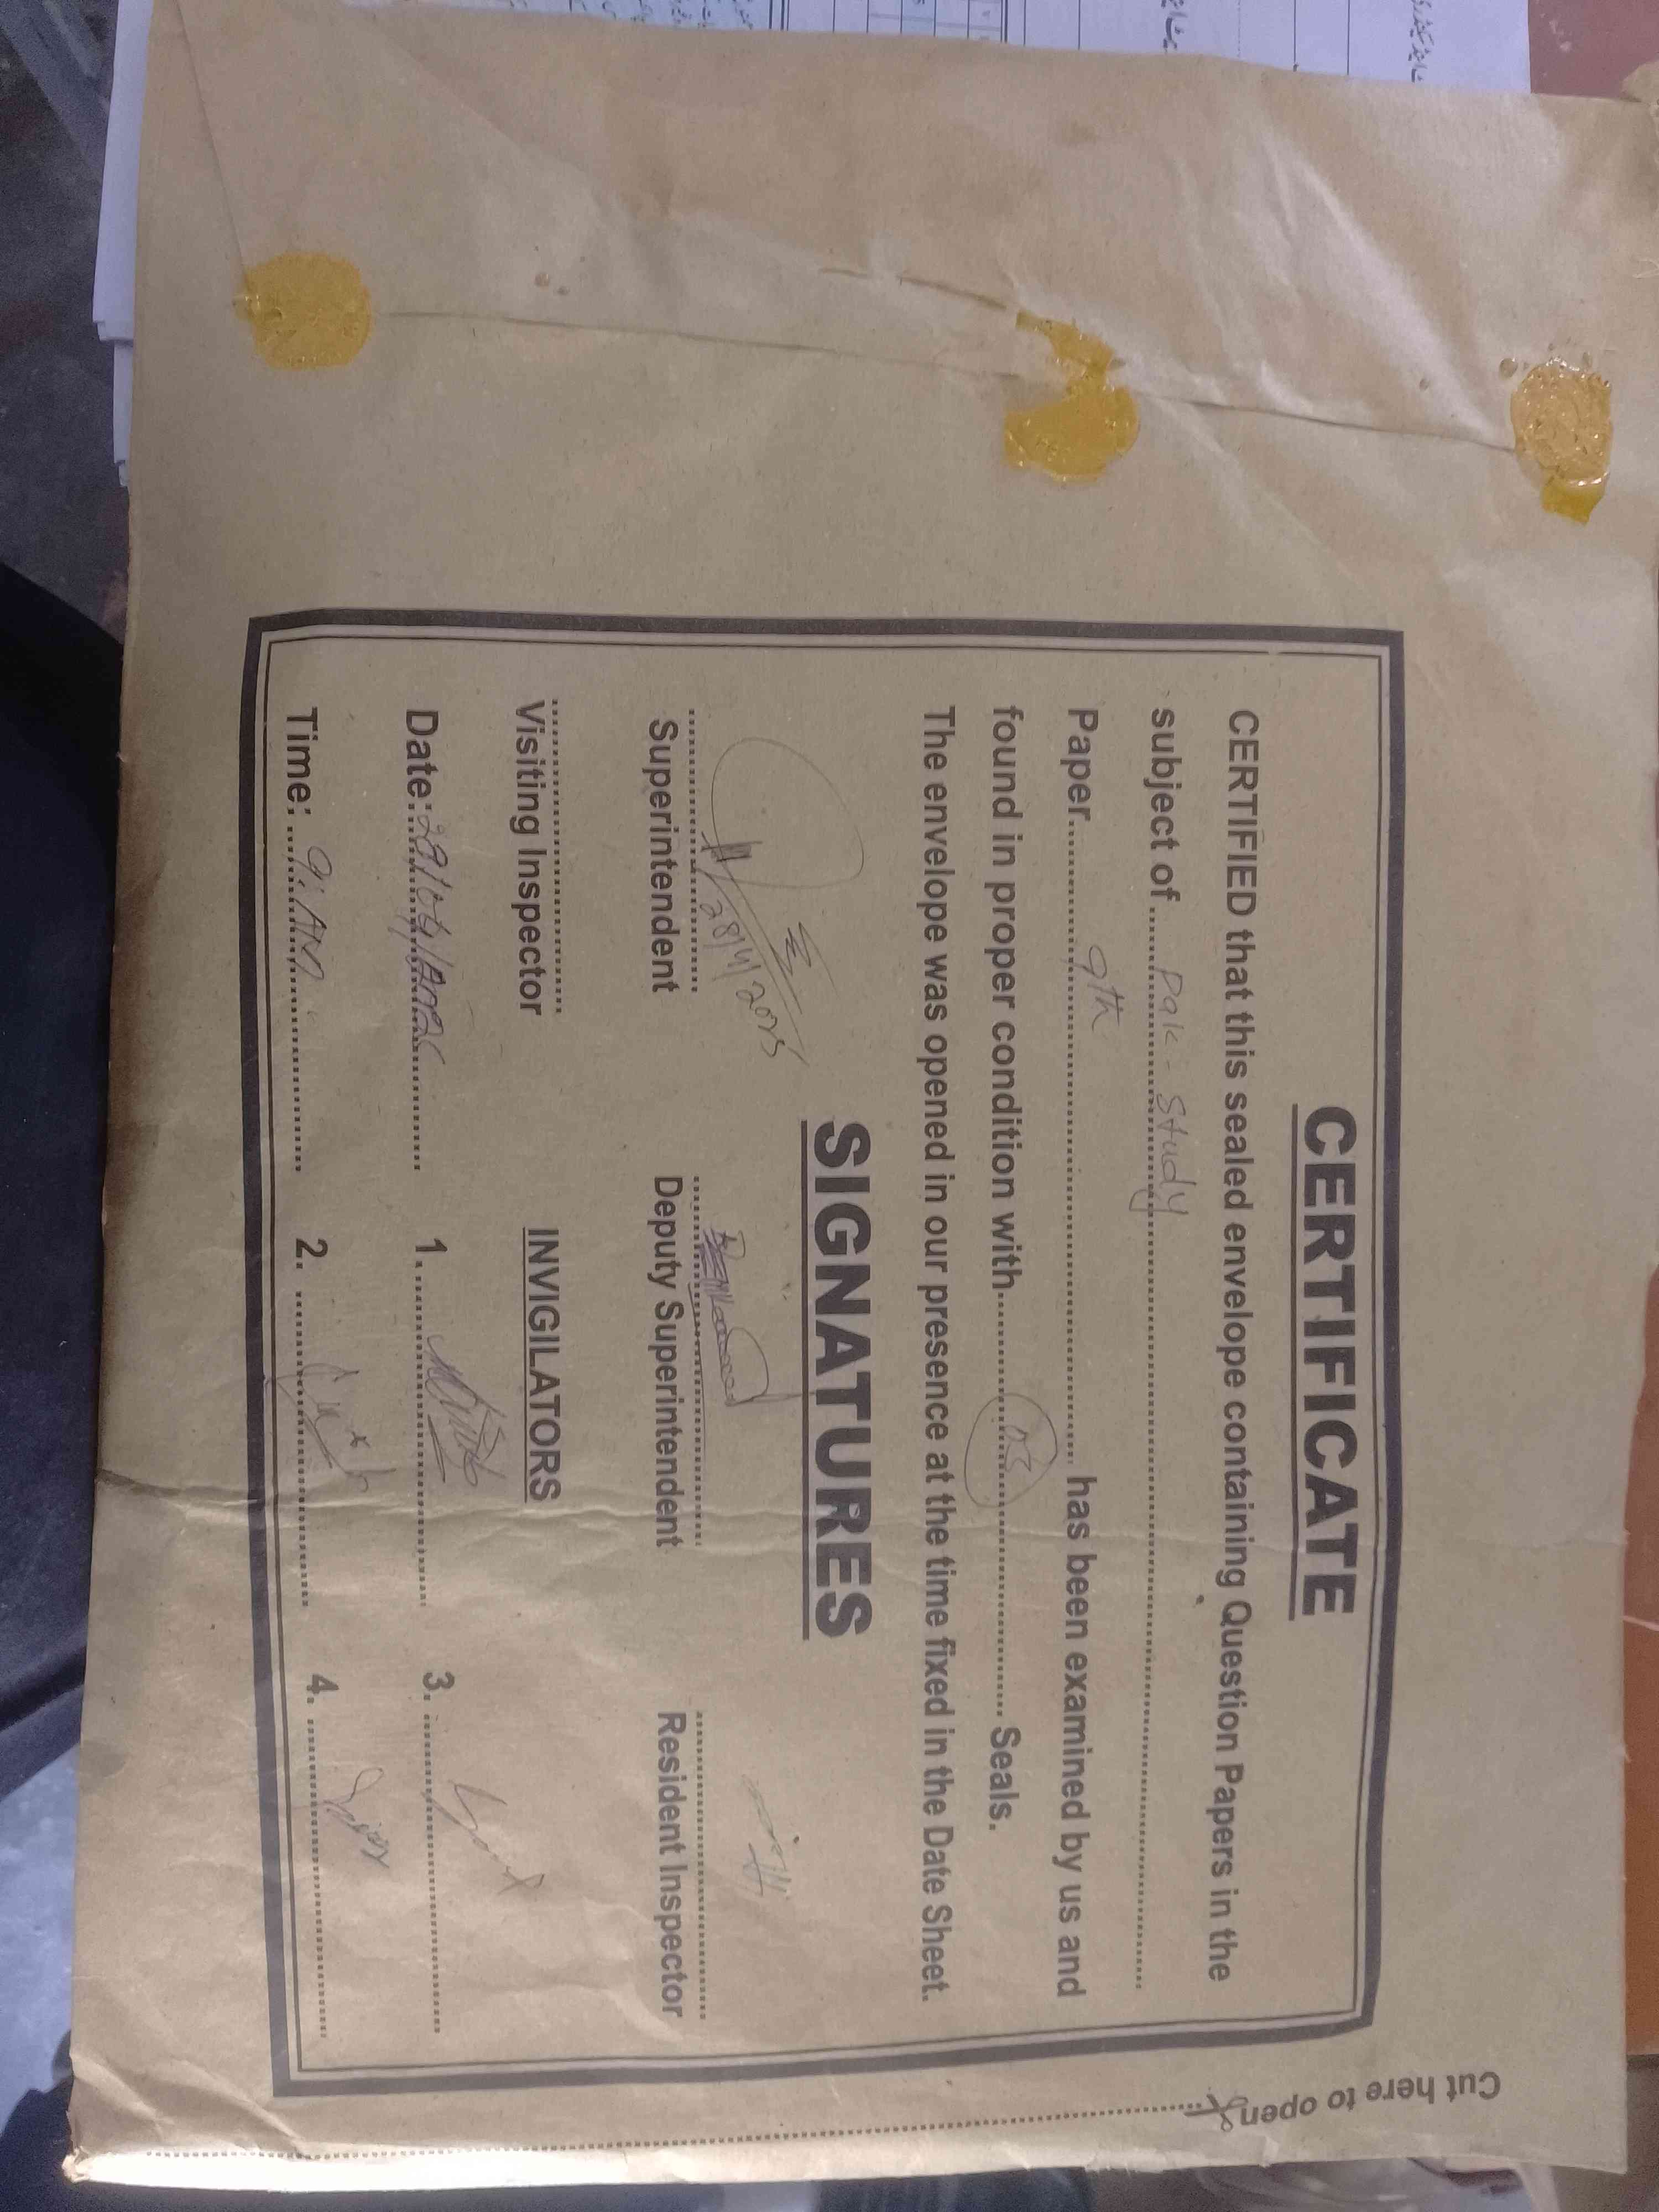 Cut here to open
CERTIFICATE
CERTIFIED that this sealed envelope containing Question Papers in the
subject of Pak-Study
Paper 9th has been examined by us and
found in proper condition with 03 Seals.
The envelope was opened in our presence at the time fixed in the Date Sheet.
SIGNATURES
28/4/2025
Superintendent Deputy Superintendent Resident Inspector
Visiting Inspector INVIGILATORS
Date: 1. 3.
Time: 9:AM 2. 4.